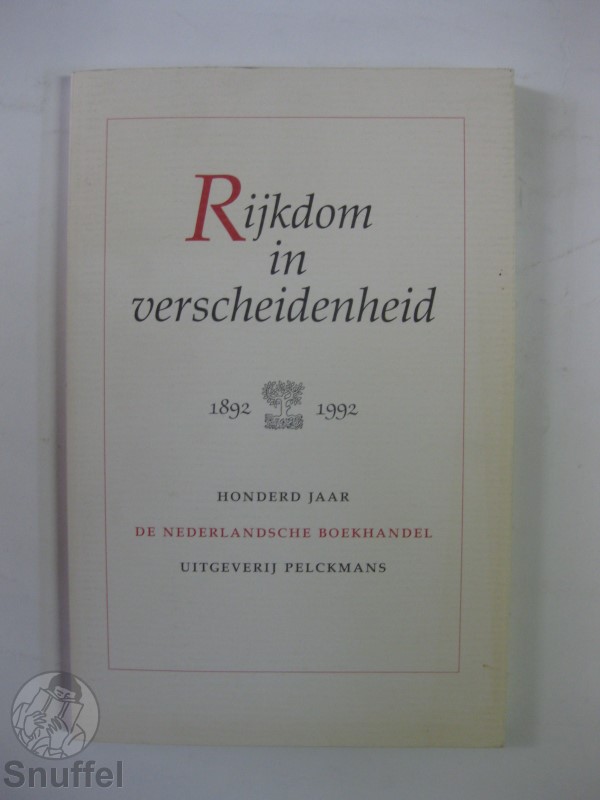 Rijkdom
in
verscheidenheid
1892 1992
HONDERD JAAR
DE NEDERLANDSCHE BOEKHANDEL
UITGEVERIJ PELCKMANS
Snuffel